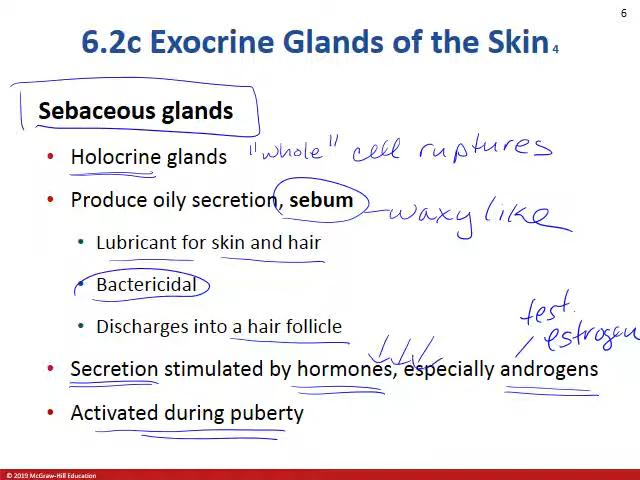 6
6.2c Exocrine Glands of the Skin 4
Sebaceous glands
• Holocrine glands "whole" cell ruptures
• Produce oily secretion, sebum - waxy like
• Lubricant for skin and hair
• Bactericidal
• Discharges into a hair follicle
test.
estrogen
• Secretion stimulated by hormones, especially androgens
• Activated during puberty
© 2019 McGraw-Hill Education